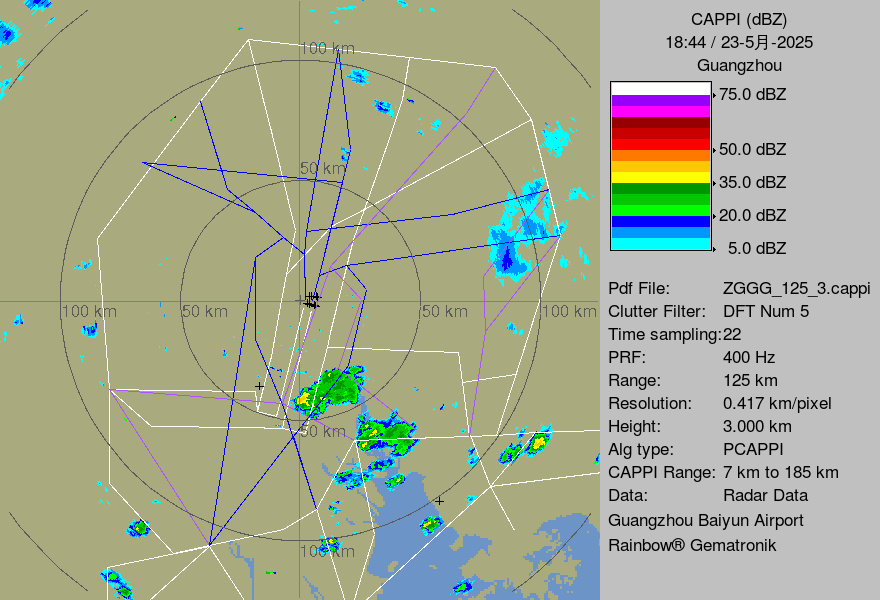 CAPPI (dBZ)
18:44 / 23-5月-2025
Guangzhou
75.0 dBZ
50.0 dBZ
35.0 dBZ
20.0 dBZ
5.0 dBZ
Pdf File: ZGGG_125_3.cappi
Clutter Filter: DFT Num 5
Time sampling:22
PRF: 400 Hz
Range: 125 km
Resolution: 0.417 km/pixel
Height: 3.000 km
Alg type: PCAPPI
CAPPI Range: 7 km to 185 km
Data: Radar Data
Guangzhou Baiyun Airport
Rainbow® Gematronik
100 km
50 km
100 km
50 km
50 km
100 km
50 km
100 km